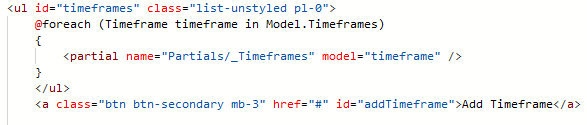 <ul id="timeframes" class="list-unstyled pl-0">
@foreach (Timeframe timeframe in Model.Timeframes)
{
<partial name="Partials/_Timeframes" model="timeframe" />
}
</ul>
<a class="btn btn-secondary mb-3" href="#" id="addTimeframe">Add Timeframe</a>